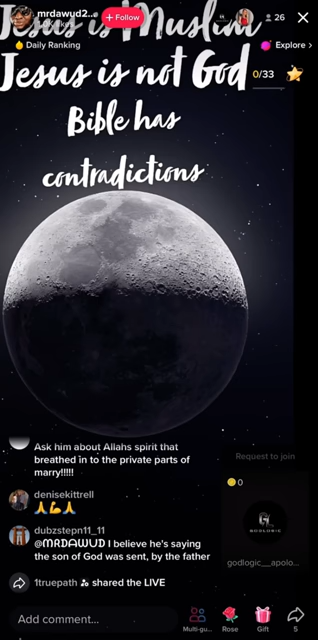 Jesus is Muslim
mrdawud2...
+ Follow
26
Daily Ranking
Explore >
Jesus is not God
0/33
Bible has
contradictions
Ask him about Allahs spirit that
breathed in to the private parts of
marry!!!!!
Request to join
0
denisekittrell
🙏💪🙏
dubzstepn11_11
@ᗰᖇᗪᗩᗯᑌᗪ I believe he's saying
the son of God was sent, by the father
GODLOGIC
godlogic__apolo...
1truepath shared the LIVE
Add comment...
Multi-gu...
Rose
Gift
5